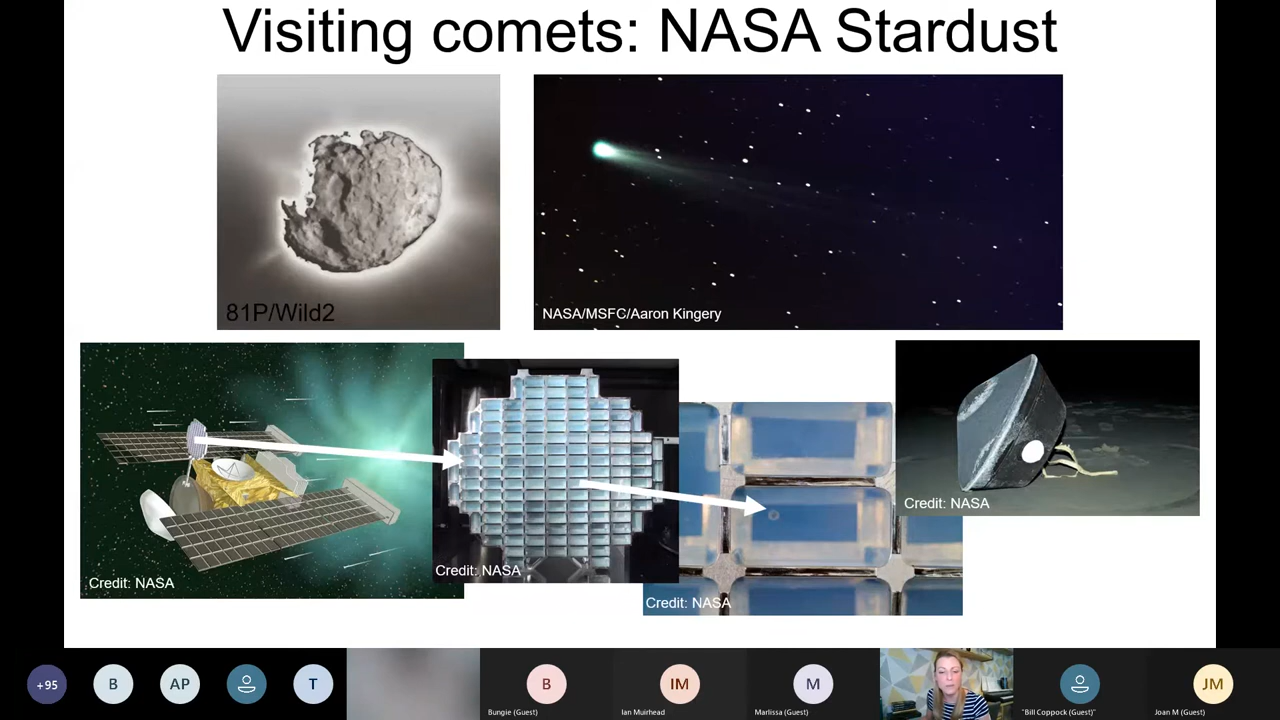 Visiting comets: NASA Stardust
81P/Wild2
NASA/MSFC/Aaron Kingery
Credit: NASA
Credit: NASA
Credit: NASA
Credit: NASA
+95
B
AP
T
B
IM
M
JM
Bungie (Guest)
Ian Muirhead
Marlissa (Guest)
"Bill Coppock (Guest)"
Joan M (Guest)